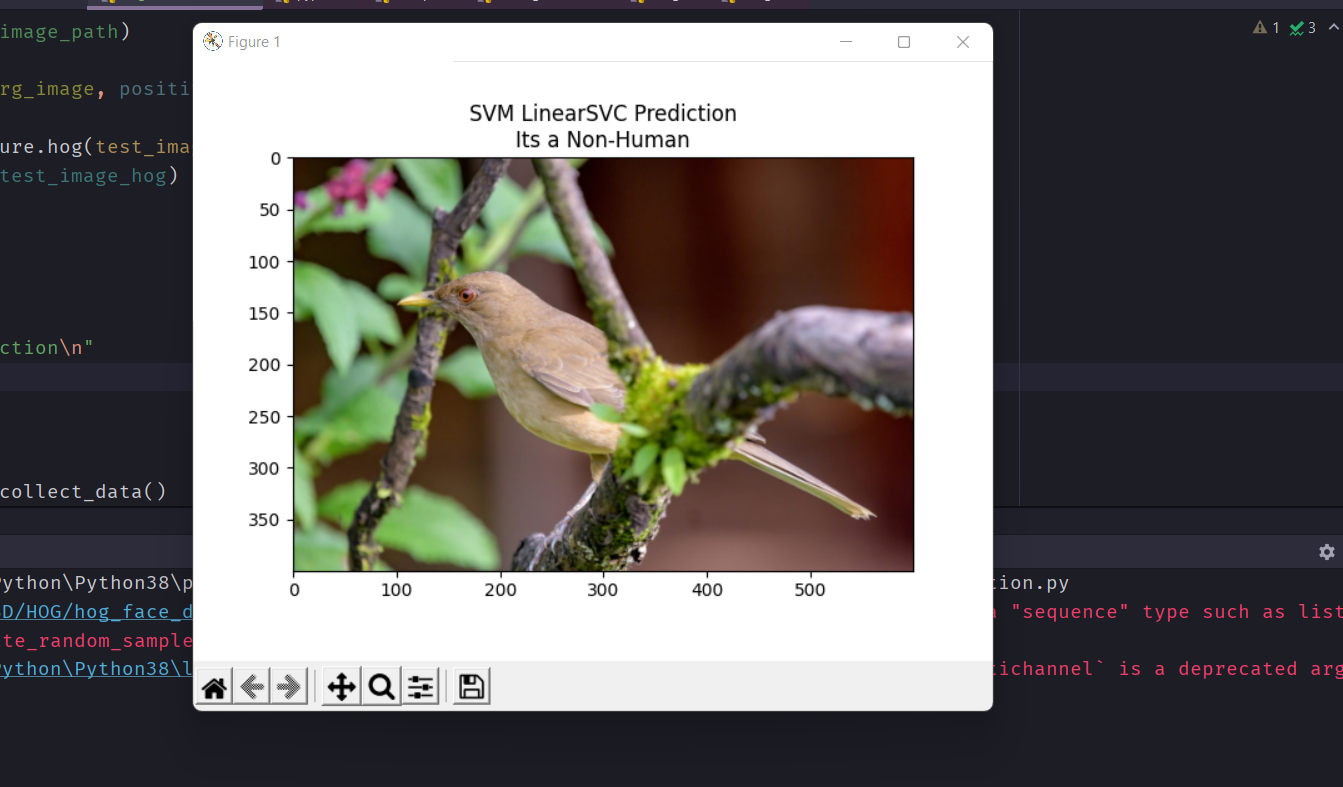 image_path)
Figure 1
1
3
rg_image, positi
SVM LinearSVC Prediction
Its a Non-Human
ure.hog(test_ima
test_image_hog)
0
50
100
150
200
250
300
350
0 100 200 300 400 500
ction\n"
collect_data()
ython\Python38\p
ion.py
D/HOG/hog_face_d
a "sequence" type such as list
te_random_sample
ython\Python38\l
ichannel` is a deprecated arg